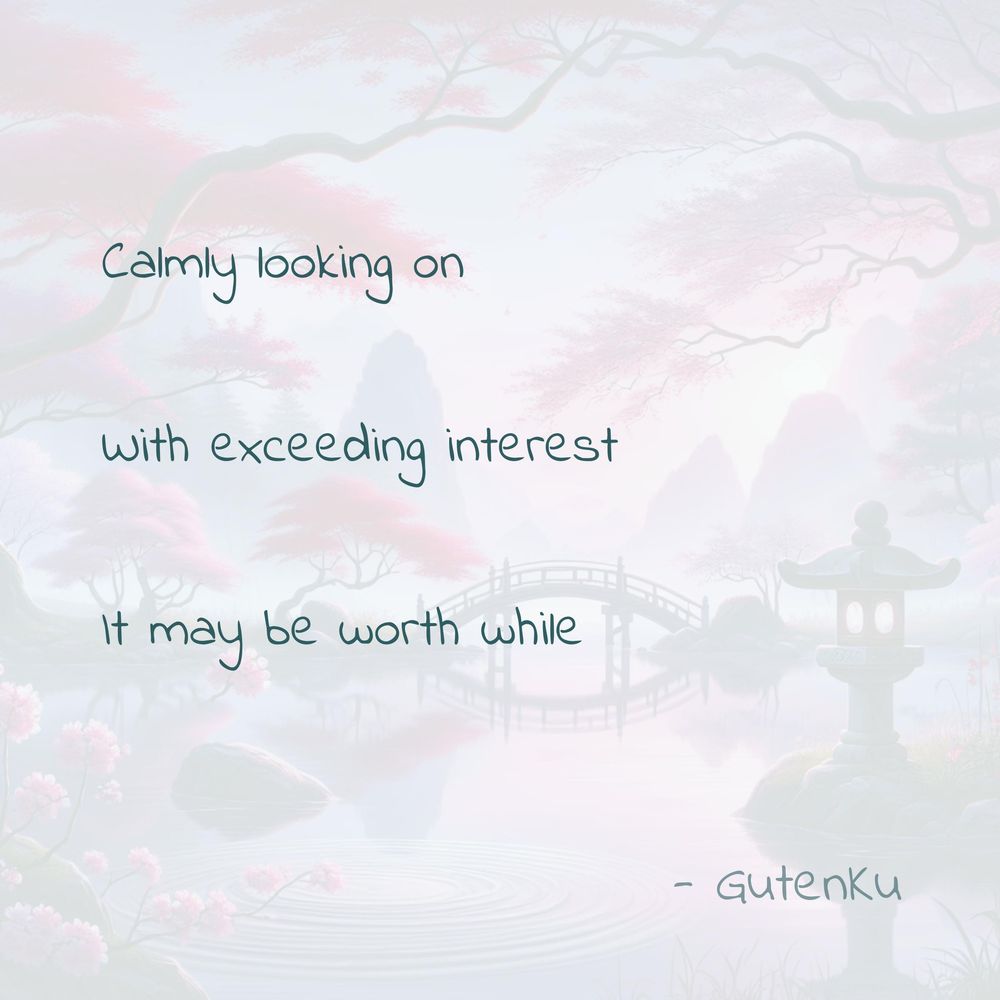 Calmly looking on
with exceeding interest
It may be worth while
- GutenKu